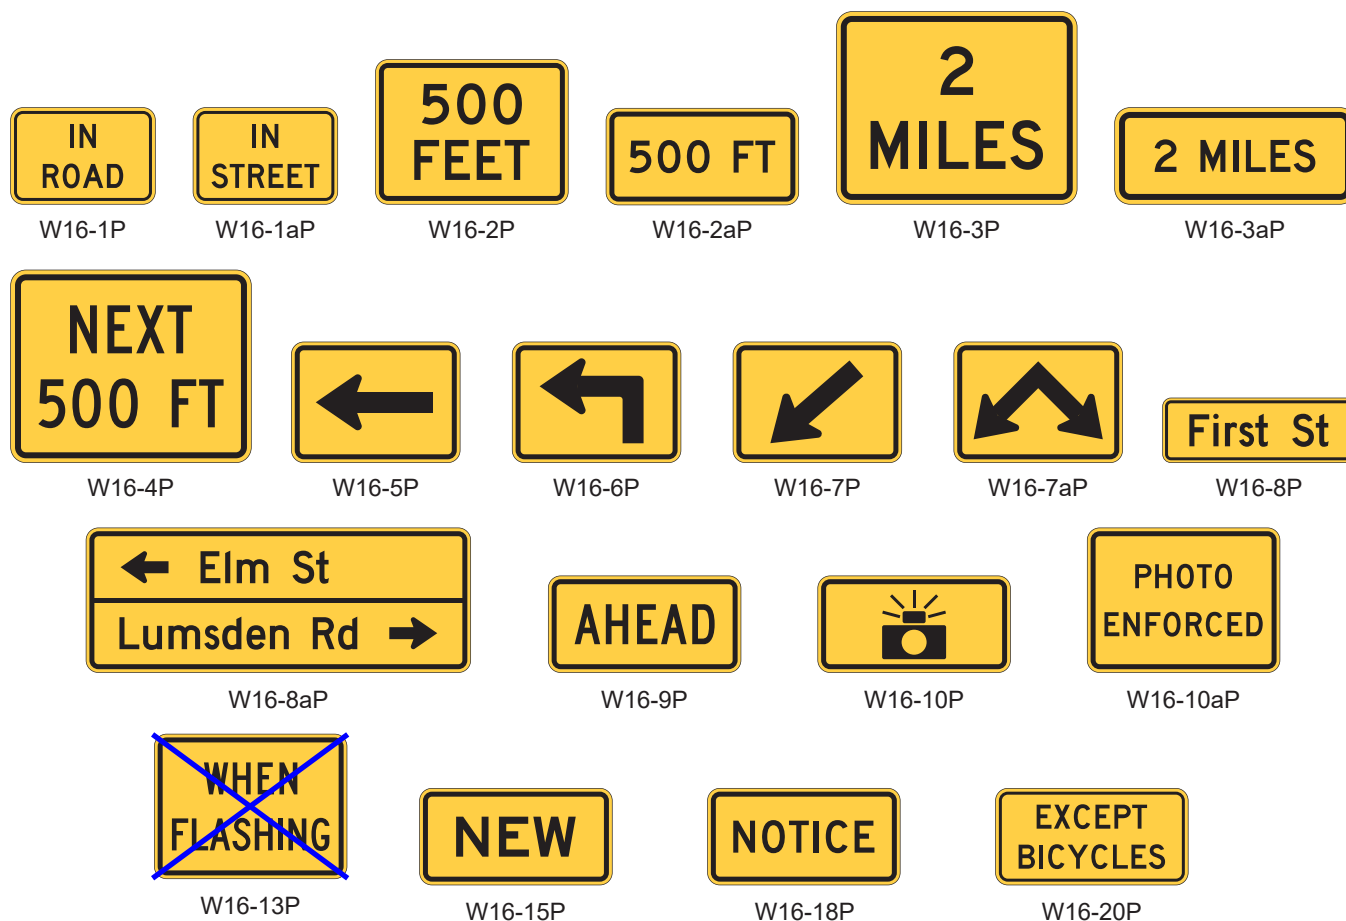 IN
ROAD
W16-1P
IN
STREET
W16-1aP
500
FEET
W16-2P
500 FT
W16-2aP
2
MILES
W16-3P
2 MILES
W16-3aP
NEXT
500 FT
W16-4P
W16-5P
W16-6P
W16-7P
W16-7aP
First St
W16-8P
Elm St
Lumsden Rd
W16-8aP
AHEAD
W16-9P
W16-10P
PHOTO
ENFORCED
W16-10aP
WHEN
FLASHING
W16-13P
NEW
W16-15P
NOTICE
W16-18P
EXCEPT
BICYCLES
W16-20P